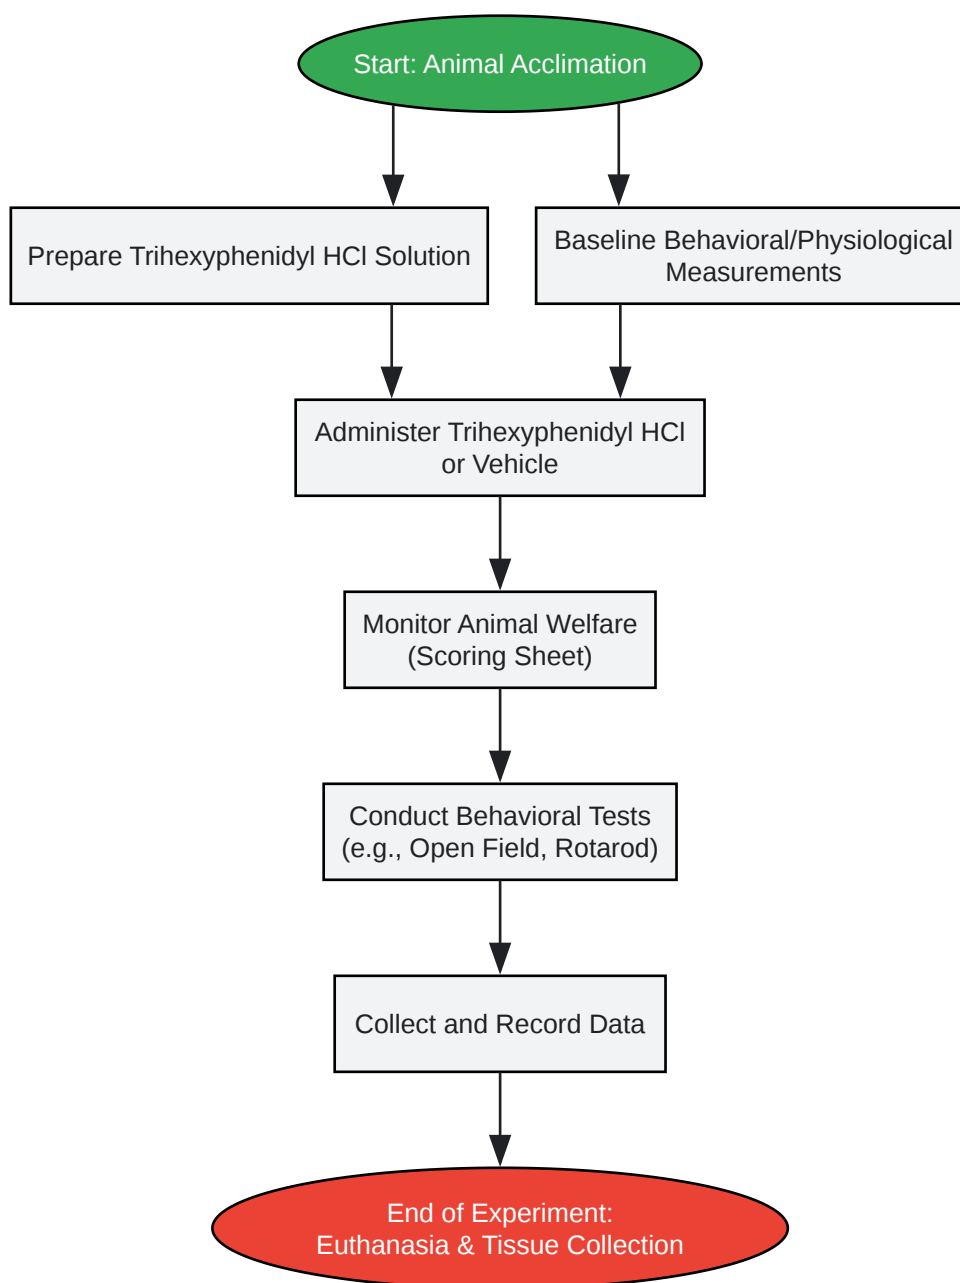 Start: Animal Acclimation
Prepare Trihexyphenidyl HCl Solution
Baseline Behavioral/Physiological
Measurements
Administer Trihexyphenidyl HCl
or Vehicle
Monitor Animal Welfare
(Scoring Sheet)
Conduct Behavioral Tests
(e.g., Open Field, Rotarod)
Collect and Record Data
End of Experiment:
Euthanasia & Tissue Collection